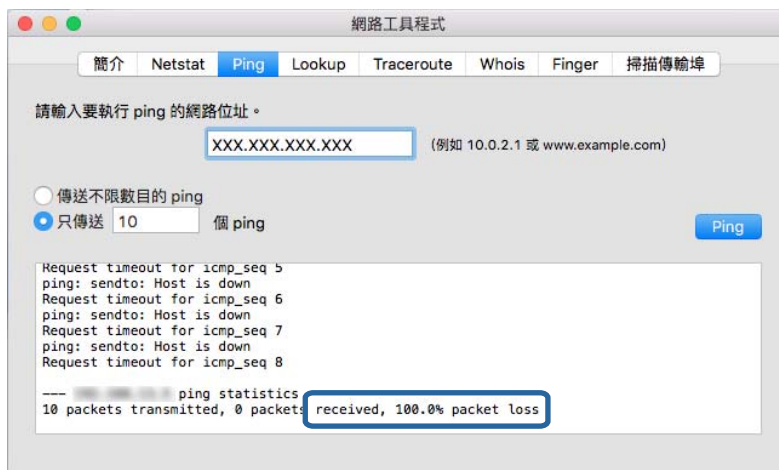 網路工具程式
簡介 Netstat Ping Lookup Traceroute Whois Finger 掃描傳輸埠
請輸入要執行 ping 的網路位址。
XXX.XXX.XXX.XXX (例如 10.0.2.1 或 www.example.com)
傳送不限數目的 ping
只傳送 10 個 ping
Ping
Request timeout for icmp_seq 5
ping: sendto: Host is down
Request timeout for icmp_seq 6
ping: sendto: Host is down
Request timeout for icmp_seq 7
ping: sendto: Host is down
Request timeout for icmp_seq 8
--- ping statistics
10 packets transmitted, 0 packets received, 100.0% packet loss